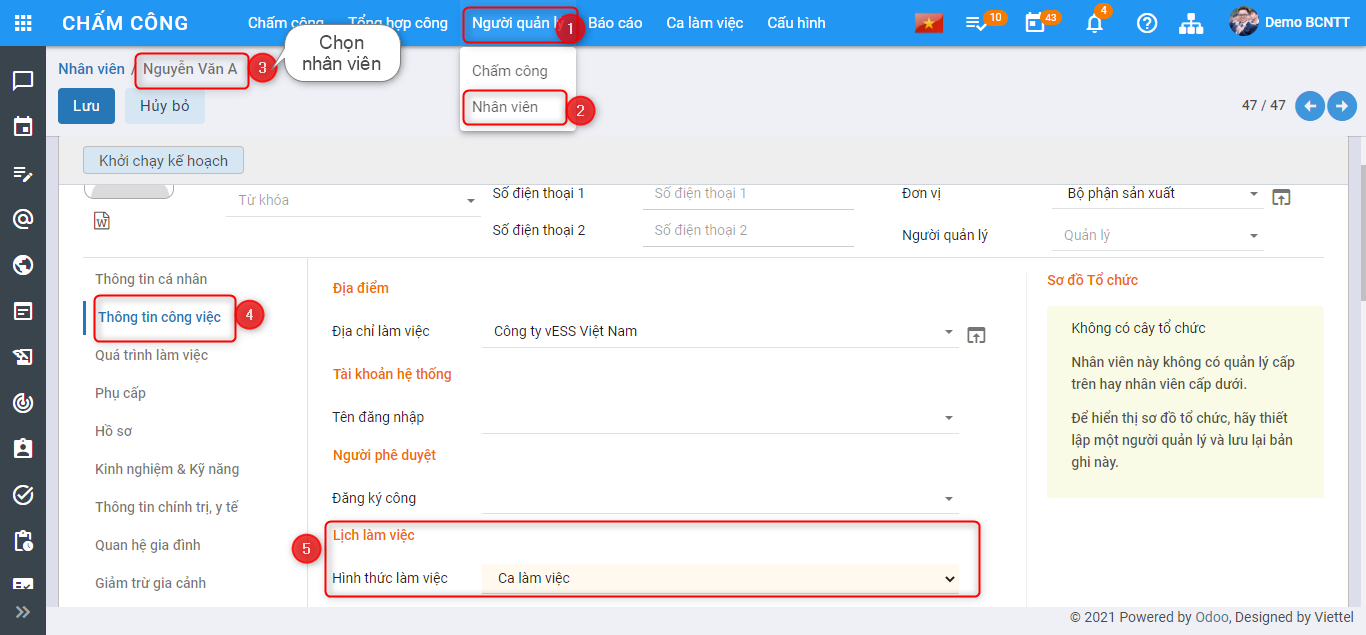 CHẤM CÔNG
Chấm công Tổng hợp công Người quản lý Báo cáo Ca làm việc Cấu hình
10 43 4 Demo BCNTT
1
Chọn
nhân viên
Chấm công
Nhân viên
2
Nhân viên / Nguyễn Văn A
3
Lưu Hủy bỏ
47 / 47
Khởi chạy kế hoạch
Từ khóa
W
Số điện thoại 1 Số điện thoại 1
Số điện thoại 2 Số điện thoại 2
Đơn vị Bộ phận sản xuất
Người quản lý Quản lý
Thông tin cá nhân
Thông tin công việc
4
Quá trình làm việc
Phụ cấp
Hồ sơ
Kinh nghiệm & Kỹ năng
Thông tin chính trị, y tế
Quan hệ gia đình
Giảm trừ gia cảnh
Địa điểm
Địa chỉ làm việc Công ty vESS Việt Nam
Tài khoản hệ thống
Tên đăng nhập
Người phê duyệt
Đăng ký công
5
Lịch làm việc
Hình thức làm việc Ca làm việc
Sơ đồ Tổ chức
Không có cây tổ chức
Nhân viên này không có quản lý cấp
trên hay nhân viên cấp dưới.
Để hiển thị sơ đồ tổ chức, hãy thiết
lập một người quản lý và lưu lại bản
ghi này.
© 2021 Powered by Odoo, Designed by Viettel